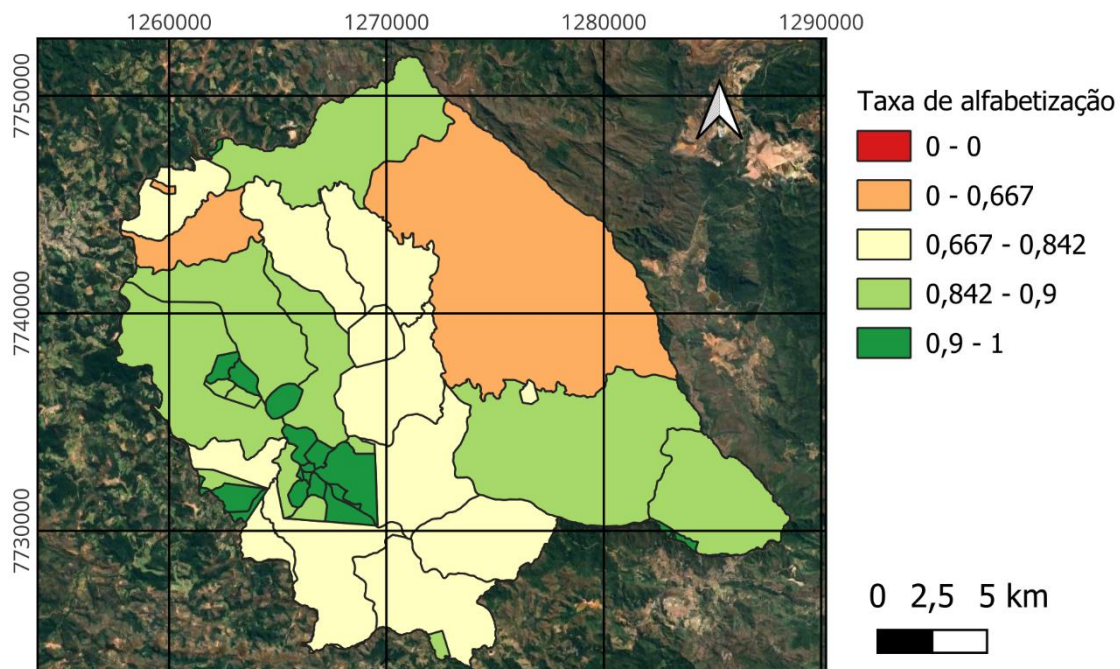 1260000 1270000 1280000 1290000
7750000
7740000
7730000
Taxa de alfabetização
0 - 0
0 - 0,667
0,667 - 0,842
0,842 - 0,9
0,9 - 1
0 2,5 5 km